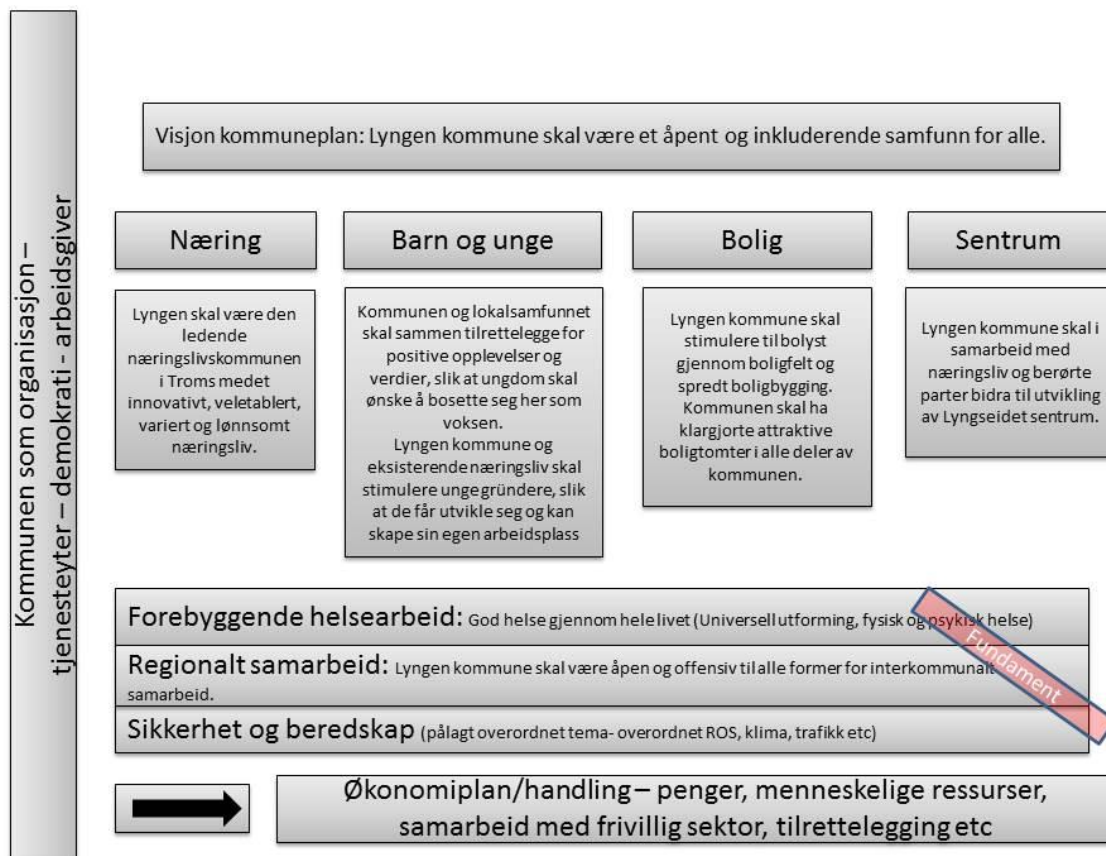 Kommunen som organisasjon –
tjenesteyter – demokrati - arbeidsgiver
Visjon kommuneplan: Lyngen kommune skal være et åpent og inkluderende samfunn for alle.
Næring
Lyngen skal være den
ledende
næringslivskommunen
i Troms med et
innovativt, veletablert,
variert og lønnsomt
næringsliv.
Barn og unge
Kommunen og lokalsamfunnet
skal sammen tilrettelegge for
positive opplevelser og
verdier, slik at ungdom skal
ønske å bosette seg her som
voksen.
Lyngen kommune og
eksisterende næringsliv skal
stimulere unge gründere, slik
at de får utvikle seg og kan
skape sin egen arbeidsplass
Bolig
Lyngen kommune skal
stimulere til bolyst
gjennom boligfelt og
spredt boligbygging.
Kommunen skal ha
klargjorte attraktive
boligtomter i alle deler av
kommunen.
Sentrum
Lyngen kommune skal i
samarbeid med
næringsliv og berørte
parter bidra til utvikling
av Lyngseidet sentrum.
Forebyggende helsearbeid: God helse gjennom hele livet (Universell utforming, fysisk og psykisk helse)
Regionalt samarbeid: Lyngen kommune skal være åpen og offensiv til alle former for interkommunalt
samarbeid.
Sikkerhet og beredskap (pålagt overordnet tema- overordnet ROS, klima, trafikk etc)
Fundament
Økonomiplan/handling – penger, menneskelige ressurser,
samarbeid med frivillig sektor, tilrettelegging etc